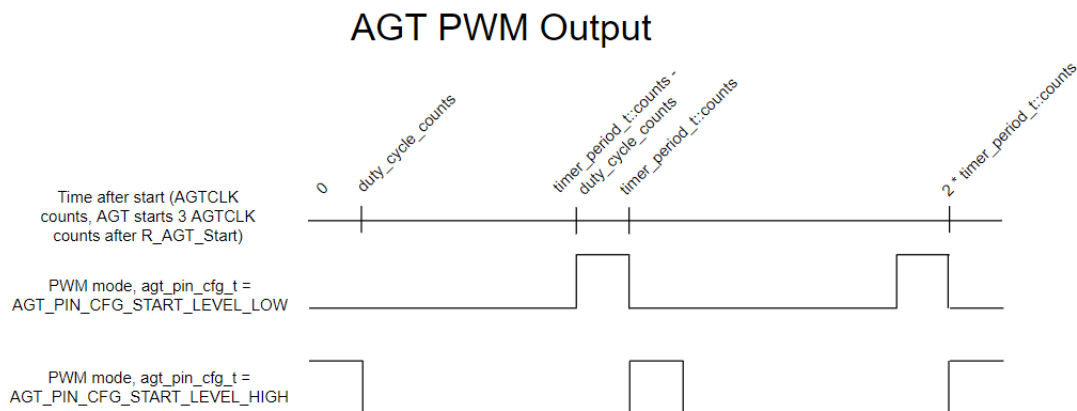 AGT PWM Output
0
duty_cycle_counts
timer_period_t::counts -
duty_cycle_counts
timer_period_t::counts
2 * timer_period_t::counts
Time after start (AGTCLK
counts, AGT starts 3 AGTCLK
counts after R_AGT_Start)
PWM mode, agt_pin_cfg_t =
AGT_PIN_CFG_START_LEVEL_LOW
PWM mode, agt_pin_cfg_t =
AGT_PIN_CFG_START_LEVEL_HIGH